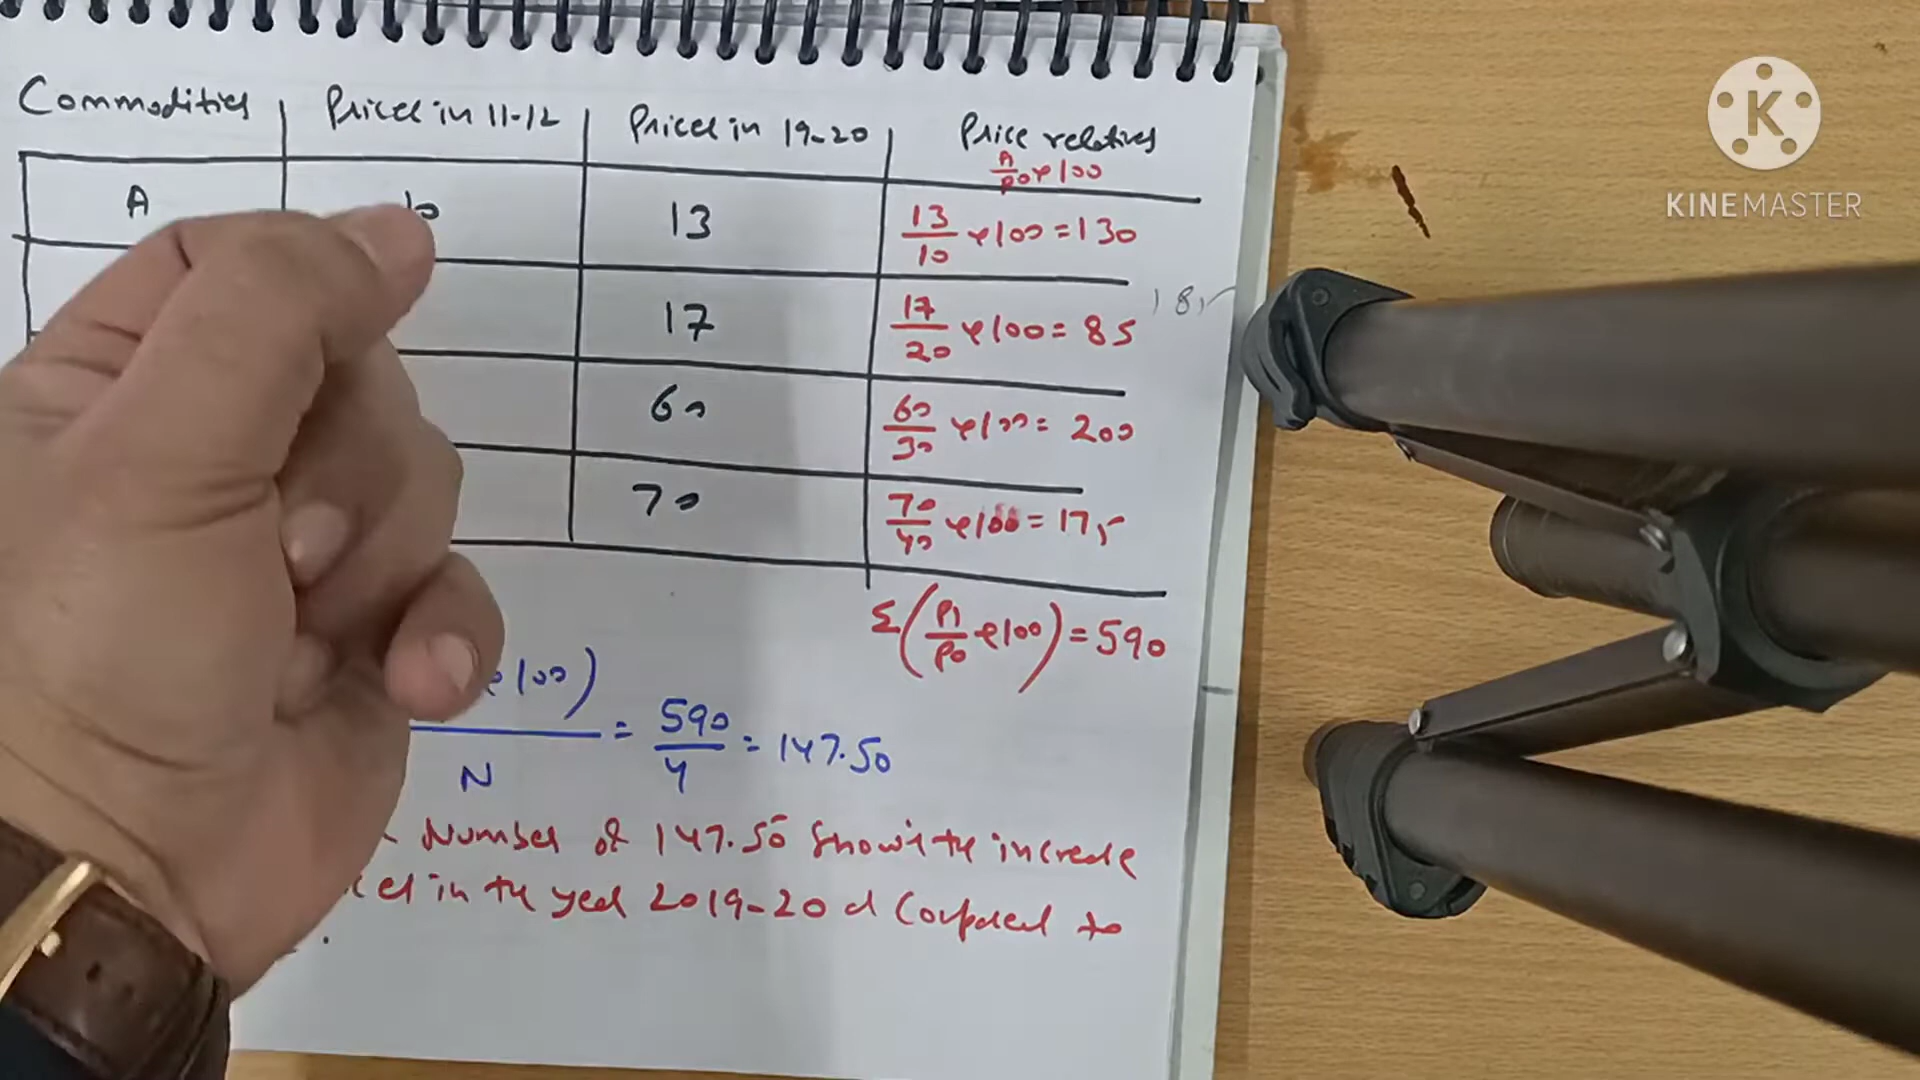 Commodities Prices in 11-12 Prices in 19-20 Price relatives
P1/P0 × 100
A 10 13 13/10 × 100 = 130
17 17/20 × 100 = 85
60 60/30 × 100 = 200
70 70/40 × 100 = 175
Σ(P1/P0 × 100) = 590
× 100) / N = 590/4 = 147.50
Number of 147.50 shows the increase
in the year 2019-20 as compared to
K
KINEMASTER